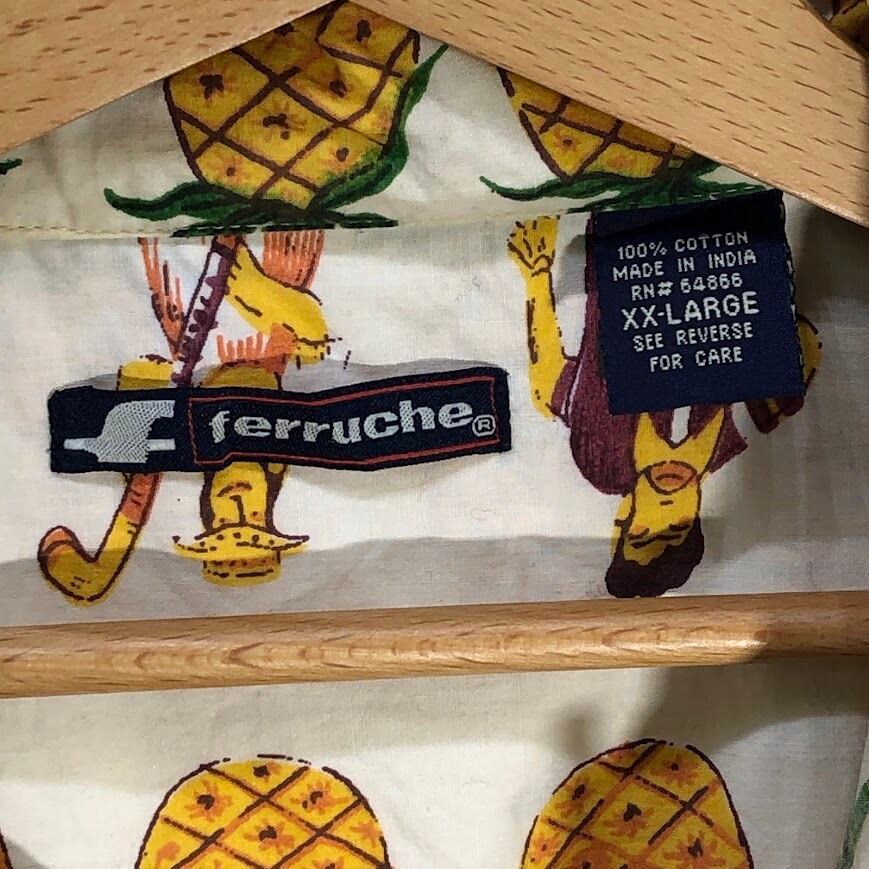 ferruche®
100% COTTON
MADE IN INDIA
RN# 64866
XX-LARGE
SEE REVERSE
FOR CARE